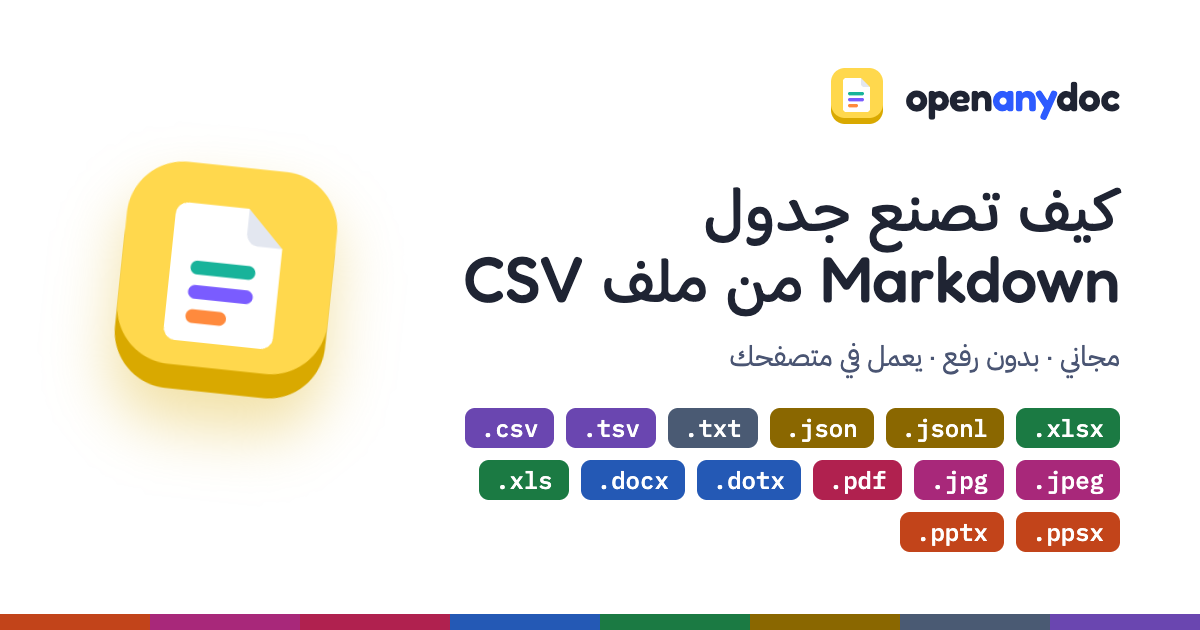 openanydoc
كيف تصنع جدول
Markdown من ملف CSV
مجاني · بدون رفع · يعمل في متصفحك
.csv .tsv .txt .json .jsonl .xlsx
.xls .docx .dotx .pdf .jpg .jpeg
.pptx .ppsx